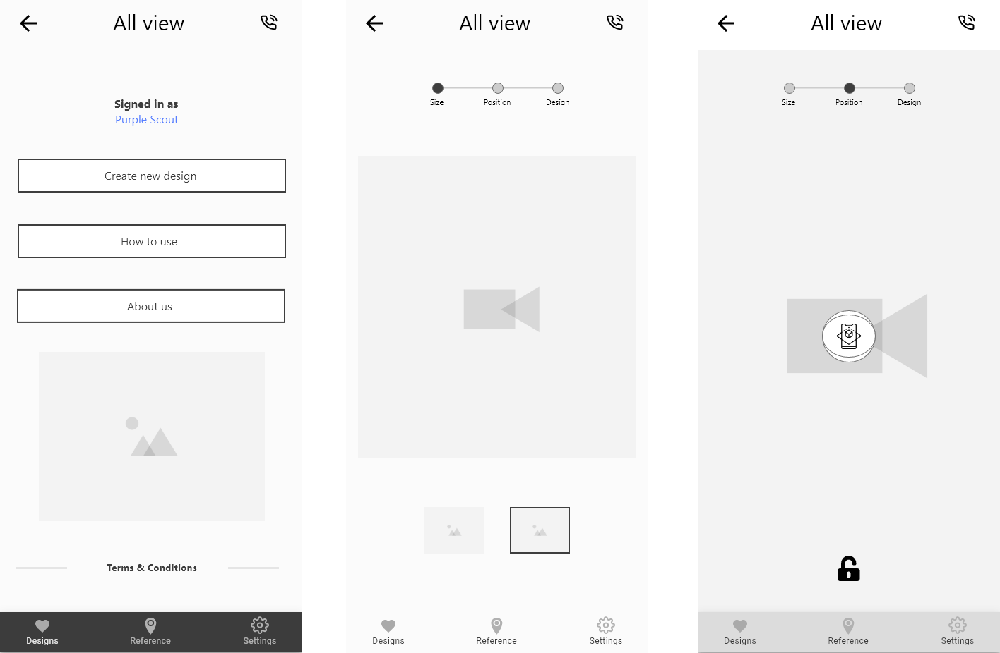 All view
Signed in as
Purple Scout
Create new design
How to use
About us
Terms & Conditions
Designs
Reference
Settings
All view
Size
Position
Design
Designs
Reference
Settings
All view
Size
Position
Design
Designs
Reference
Settings